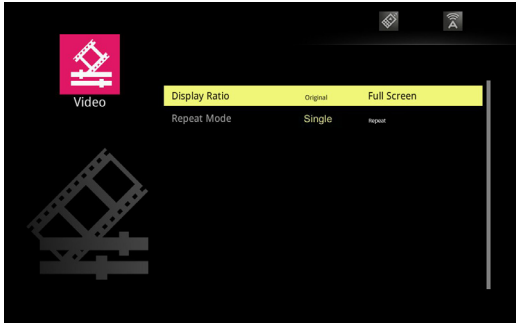 Video
Display Ratio Original Full Screen
Repeat Mode Single Repeat
A